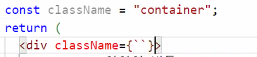 const className = "container";
return (
<div className={``}>